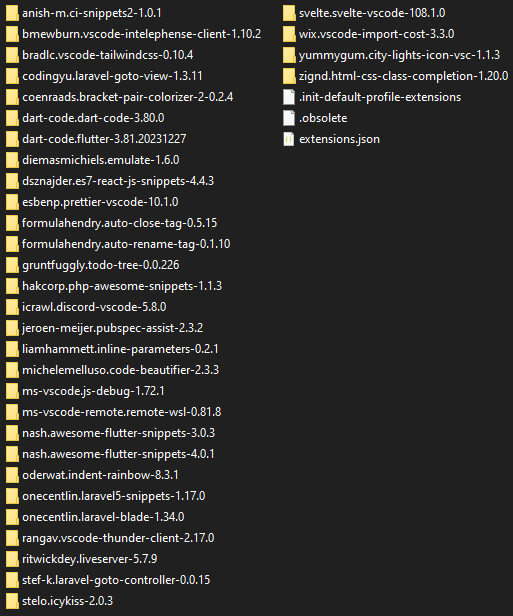 anish-m.ci-snippets2-1.0.1
bmewburn.vscode-intelephense-client-1.10.2
bradlc.vscode-tailwindcss-0.10.4
codingyu.laravel-goto-view-1.3.11
coenraads.bracket-pair-colorizer-2-0.2.4
dart-code.dart-code-3.80.0
dart-code.flutter-3.81.20231227
diemasmichiels.emulate-1.6.0
dsznajder.es7-react-js-snippets-4.4.3
esbenp.prettier-vscode-10.1.0
formulahendry.auto-close-tag-0.5.15
formulahendry.auto-rename-tag-0.1.10
gruntfuggly.todo-tree-0.0.226
hakcorp.php-awesome-snippets-1.1.3
icrawl.discord-vscode-5.8.0
jeroen-meijer.pubspec-assist-2.3.2
liamhammett.inline-parameters-0.2.1
michelemelluso.code-beautifier-2.3.3
ms-vscode.js-debug-1.72.1
ms-vscode-remote.remote-wsl-0.81.8
nash.awesome-flutter-snippets-3.0.3
nash.awesome-flutter-snippets-4.0.1
oderwat.indent-rainbow-8.3.1
onecentlin.laravel5-snippets-1.17.0
onecentlin.laravel-blade-1.34.0
rangav.vscode-thunder-client-2.17.0
ritwickdey.liveserver-5.7.9
stef-k.laravel-goto-controller-0.0.15
stelo.icykiss-2.0.3
svelte.svelte-vscode-108.1.0
wix.vscode-import-cost-3.3.0
yummygum.city-lights-icon-vsc-1.1.3
zignd.html-css-class-completion-1.20.0
.init-default-profile-extensions
.obsolete
extensions.json